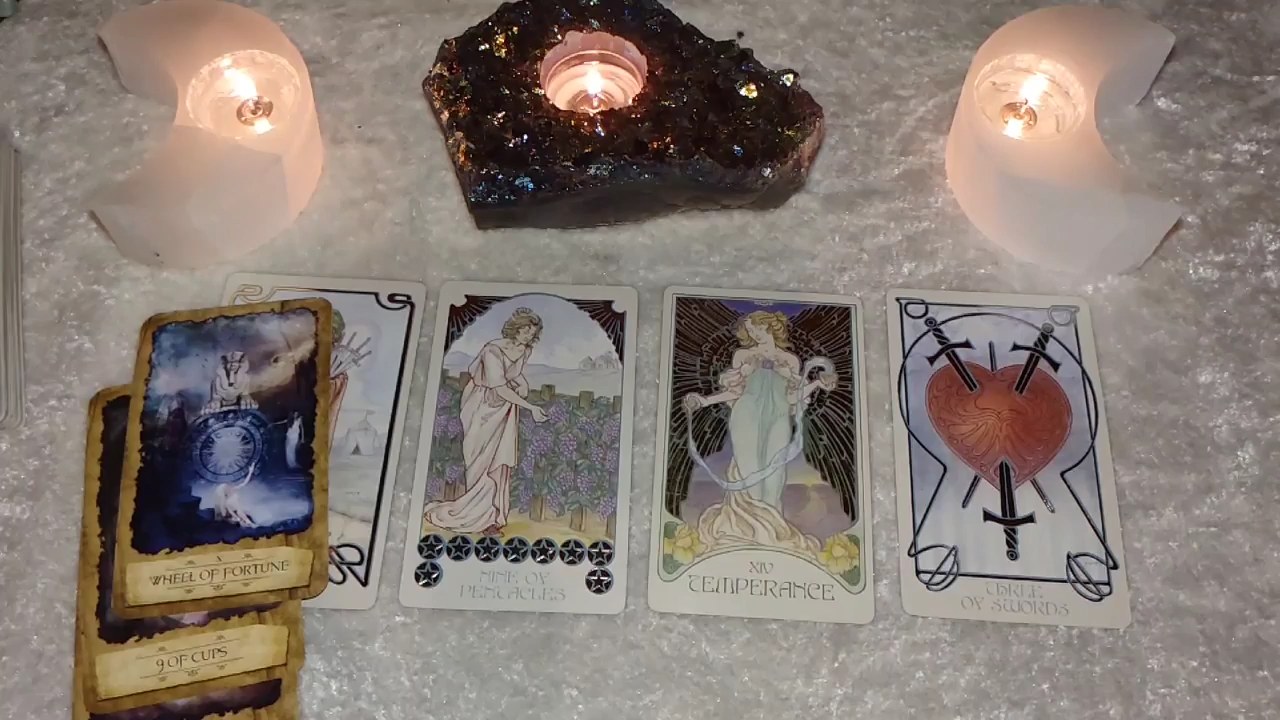 X
WHEEL OF FORTUNE
9 OF CUPS
NINE OF
PENTACLES
XIV
TEMPERANCE
THREE
OF SWORDS